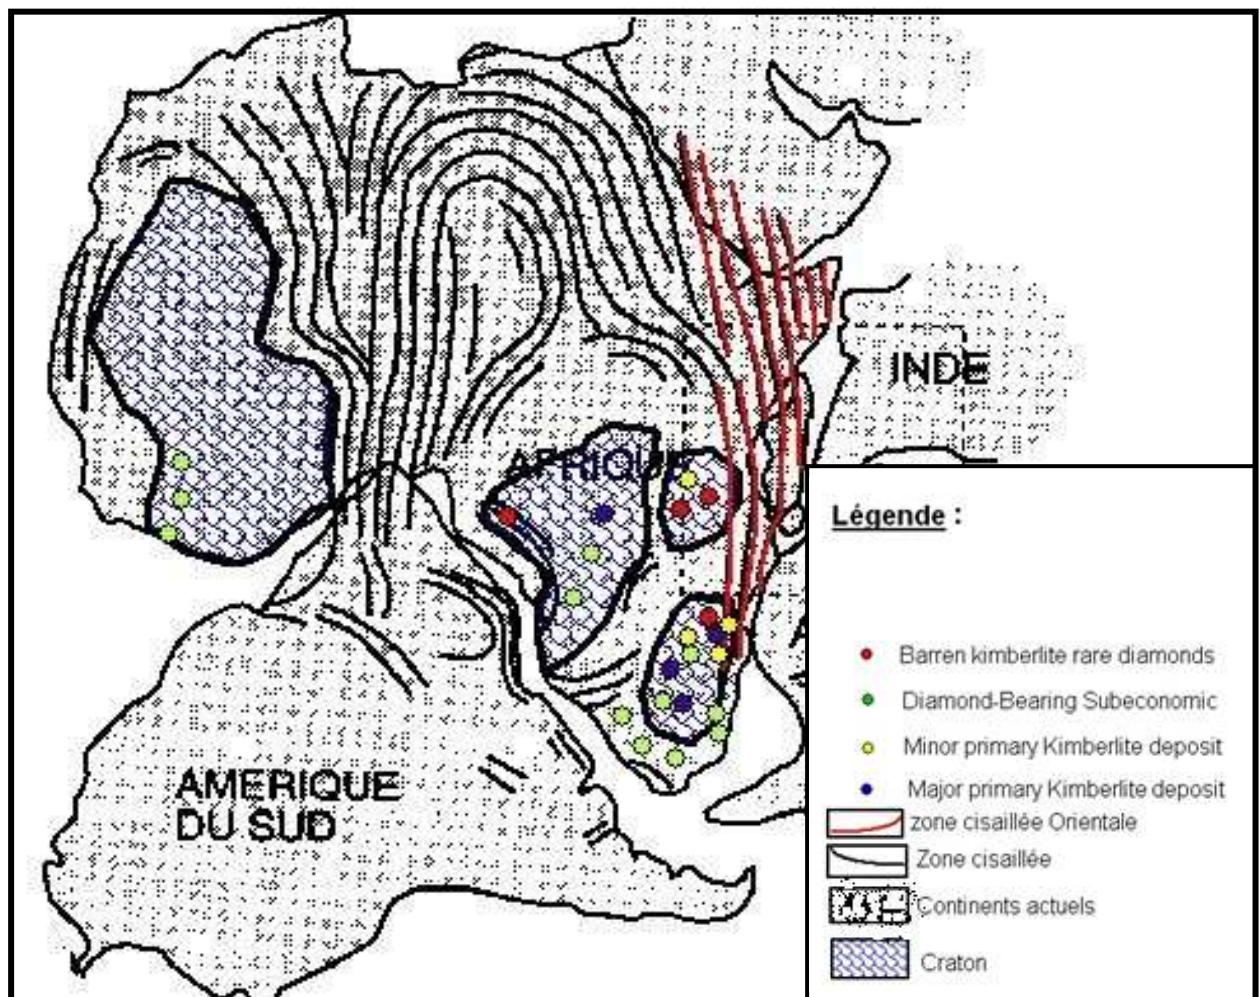 INDE
AFRIQUE
AMERIQUE
DU SUD
Légende :
Barren kimberlite rare diamonds
Diamond-Bearing Subeconomic
Minor primary Kimberlite deposit
Major primary Kimberlite deposit
zone cisaillée Orientale
Zone cisaillée
Continents actuels
Craton